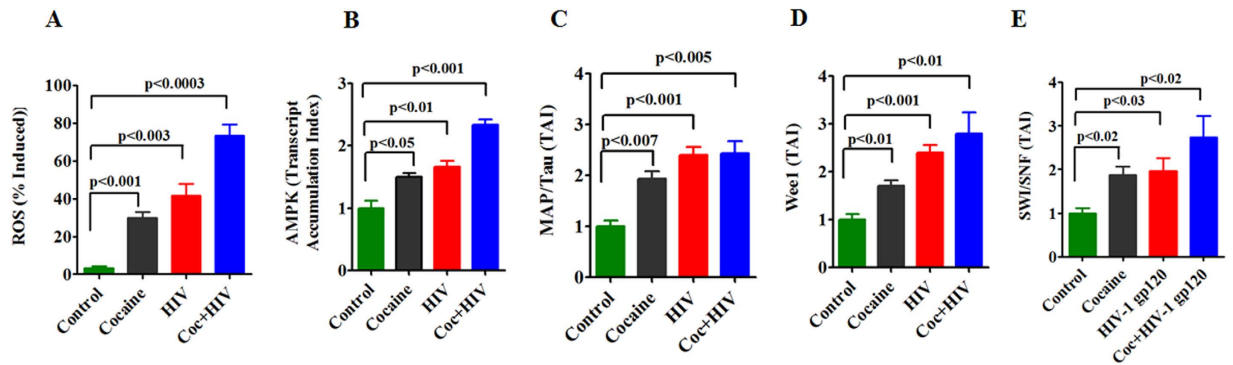 A
ROS (% Induced)]
100
80
60
40
20
0
p<0.0003
p<0.003
p<0.001
Control
Cocaine
HIV
Coc+HIV
B
AMPK (Transcript
Accumulation Index)
3
2
1
0
p<0.001
p<0.01
p<0.05
Control
Cocaine
HIV
Coc+HIV
C
MAP/Tau (TAI)
4
3
2
1
0
p<0.005
p<0.001
p<0.007
Control
Cocaine
HIV
Coc+HIV
D
Wee1 (TAI)
4
3
2
1
0
p<0.01
p<0.001
p<0.01
Control
Cocaine
HIV
Coc+HIV
E
SWI/SNF (TAI)
4
3
2
1
0
p<0.02
p<0.03
p<0.02
Control
Cocaine
HIV-1 gp120
Coc+HIV-1 gp120